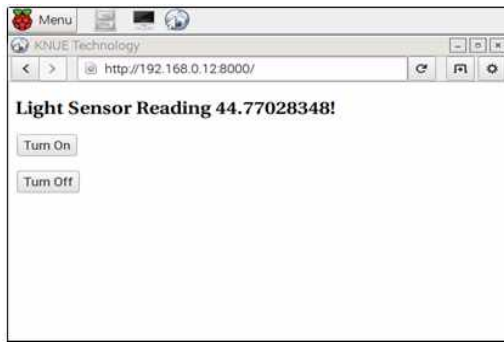 Menu
KNUE Technology
http://192.168.0.12:8000/
Light Sensor Reading 44.77028348!
Turn On
Turn Off